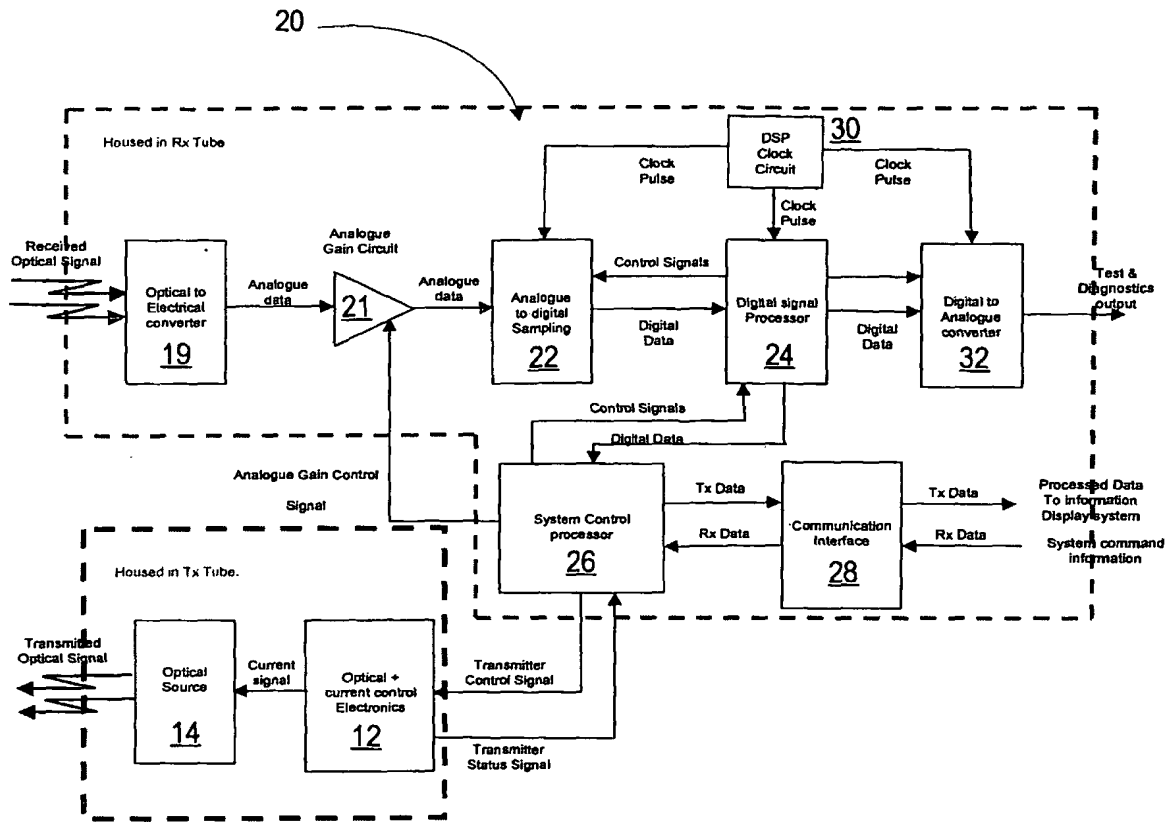 20
Housed in Rx Tube
DSP
Clock
Circuit
30
Clock
Pulse
Clock
Pulse
Clock
Pulse
Received
Optical Signal
Analogue
Gain Circuit
Optical to
Electrical
converter
19
Analogue
data
21
Analogue data
Analogue
to digital
Sampling
22
Control Signals
Digital
Data
Digital signal
Processor
24
Digital
Data
Digital to
Analogue
converter
32
Test &
Diagnostics
output
Control Signals
Digital Data
Analogue Gain Control
Signal
System Control
processor
26
Tx Data
Rx Data
Communication
Interface
28
Tx Data
Rx Data
Processed Data
To information
Display system
System command
information
Housed in Tx Tube.
Transmitted
Optical Signal
Optical
Source
14
Current
signal
Optical +
current control
Electronics
12
Transmitter
Control Signal
Transmitter
Status Signal